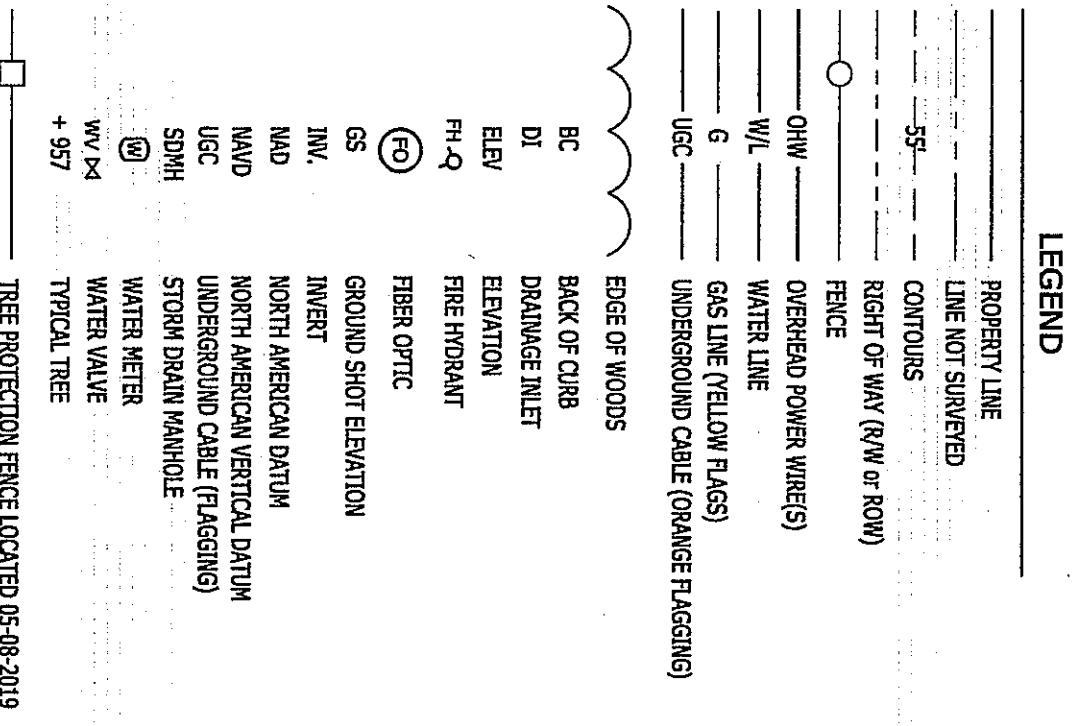 LEGEND
PROPERTY LINE
LINE NOT SURVEYED
55' CONTOURS
RIGHT OF WAY (R/W or ROW)
FENCE
OHW OVERHEAD POWER WIRE(S)
W/L WATER LINE
G GAS LINE (YELLOW FLAGS)
UGC UNDERGROUND CABLE (ORANGE FLAGGING)
EDGE OF WOODS
BC BACK OF CURB
DI DRAINAGE INLET
ELEV ELEVATION
FH FIRE HYDRANT
FO FIBER OPTIC
GS GROUND SHOT ELEVATION
INV. INVERT
NAD NORTH AMERICAN DATUM
NAVD NORTH AMERICAN VERTICAL DATUM
UGC UNDERGROUND CABLE (FLAGGING)
SDMH STORM DRAIN MANHOLE
W WATER METER
WV WATER VALVE
+ 957 TYPICAL TREE
TREE PROTECTION FENCE LOCATED 05-08-2019